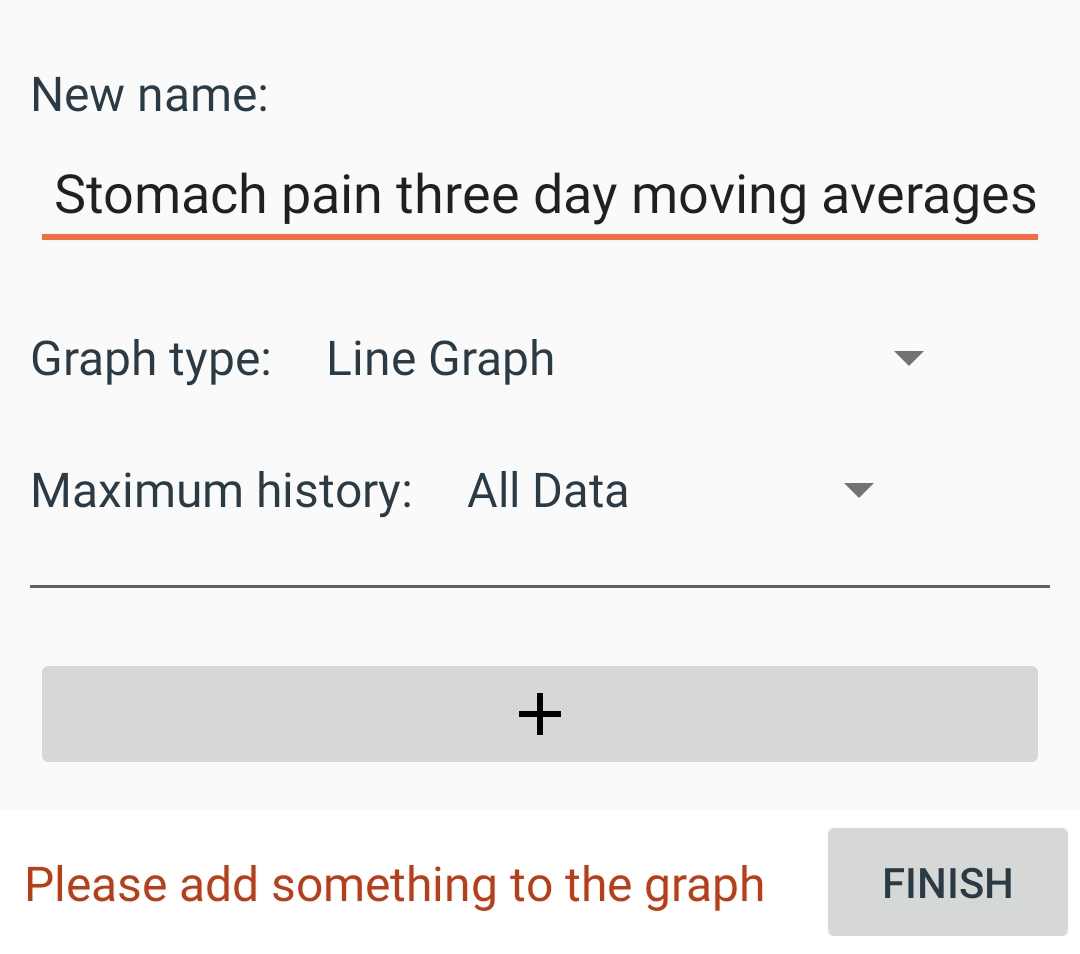 New name:
Stomach pain three day moving averages
Graph type: Line Graph
Maximum history: All Data
+
Please add something to the graph
FINISH